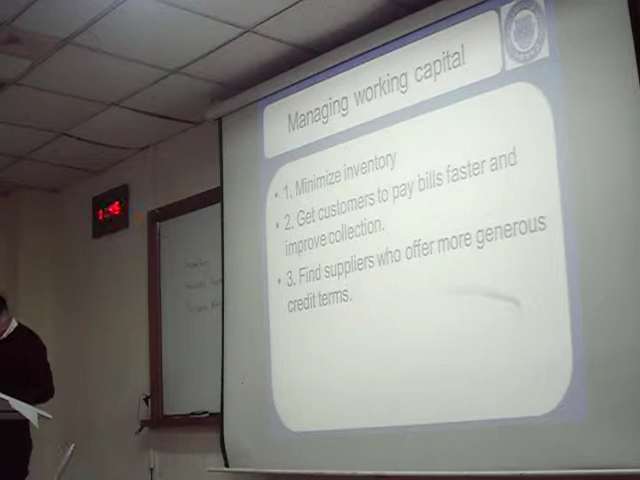 Managing working capital
• 1. Minimize inventory
• 2. Get customers to pay bills faster and
improve collection.
• 3. Find suppliers who offer more generous
credit terms.